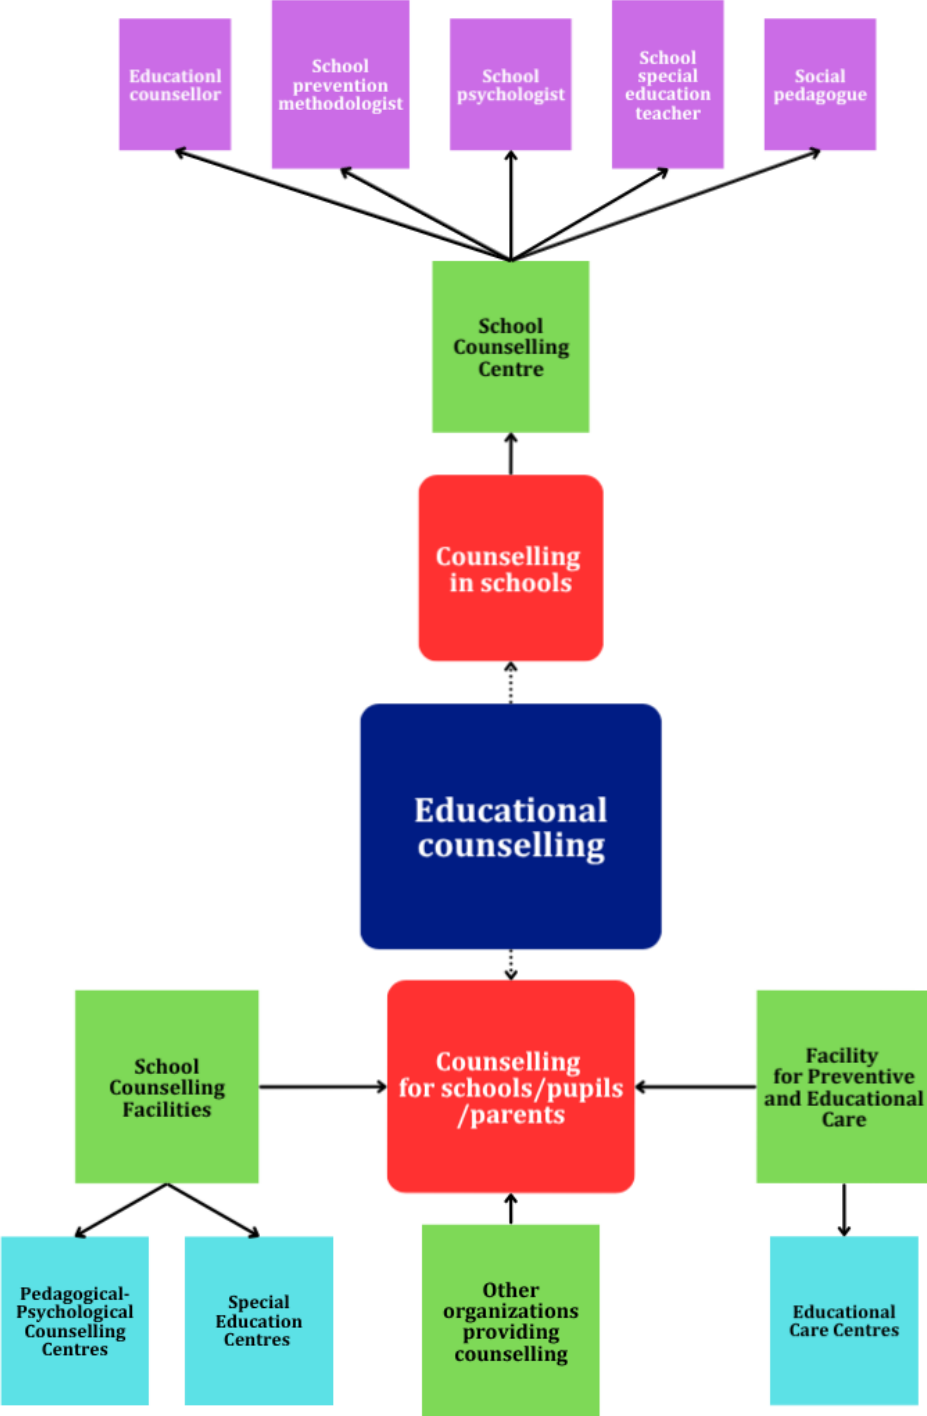 Educationl
counsellor
School
prevention
methodologist
School
psychologist
School
special
education
teacher
Social
pedagogue
School
Counselling
Centre
Counselling
in schools
Educational
counselling
School
Counselling
Facilities
Counselling
for schools/pupils
/parents
Facility
for Preventive
and Educational
Care
Pedagogical-
Psychological
Counselling
Centres
Special
Education
Centres
Other
organizations
providing
counselling
Educational
Care Centres